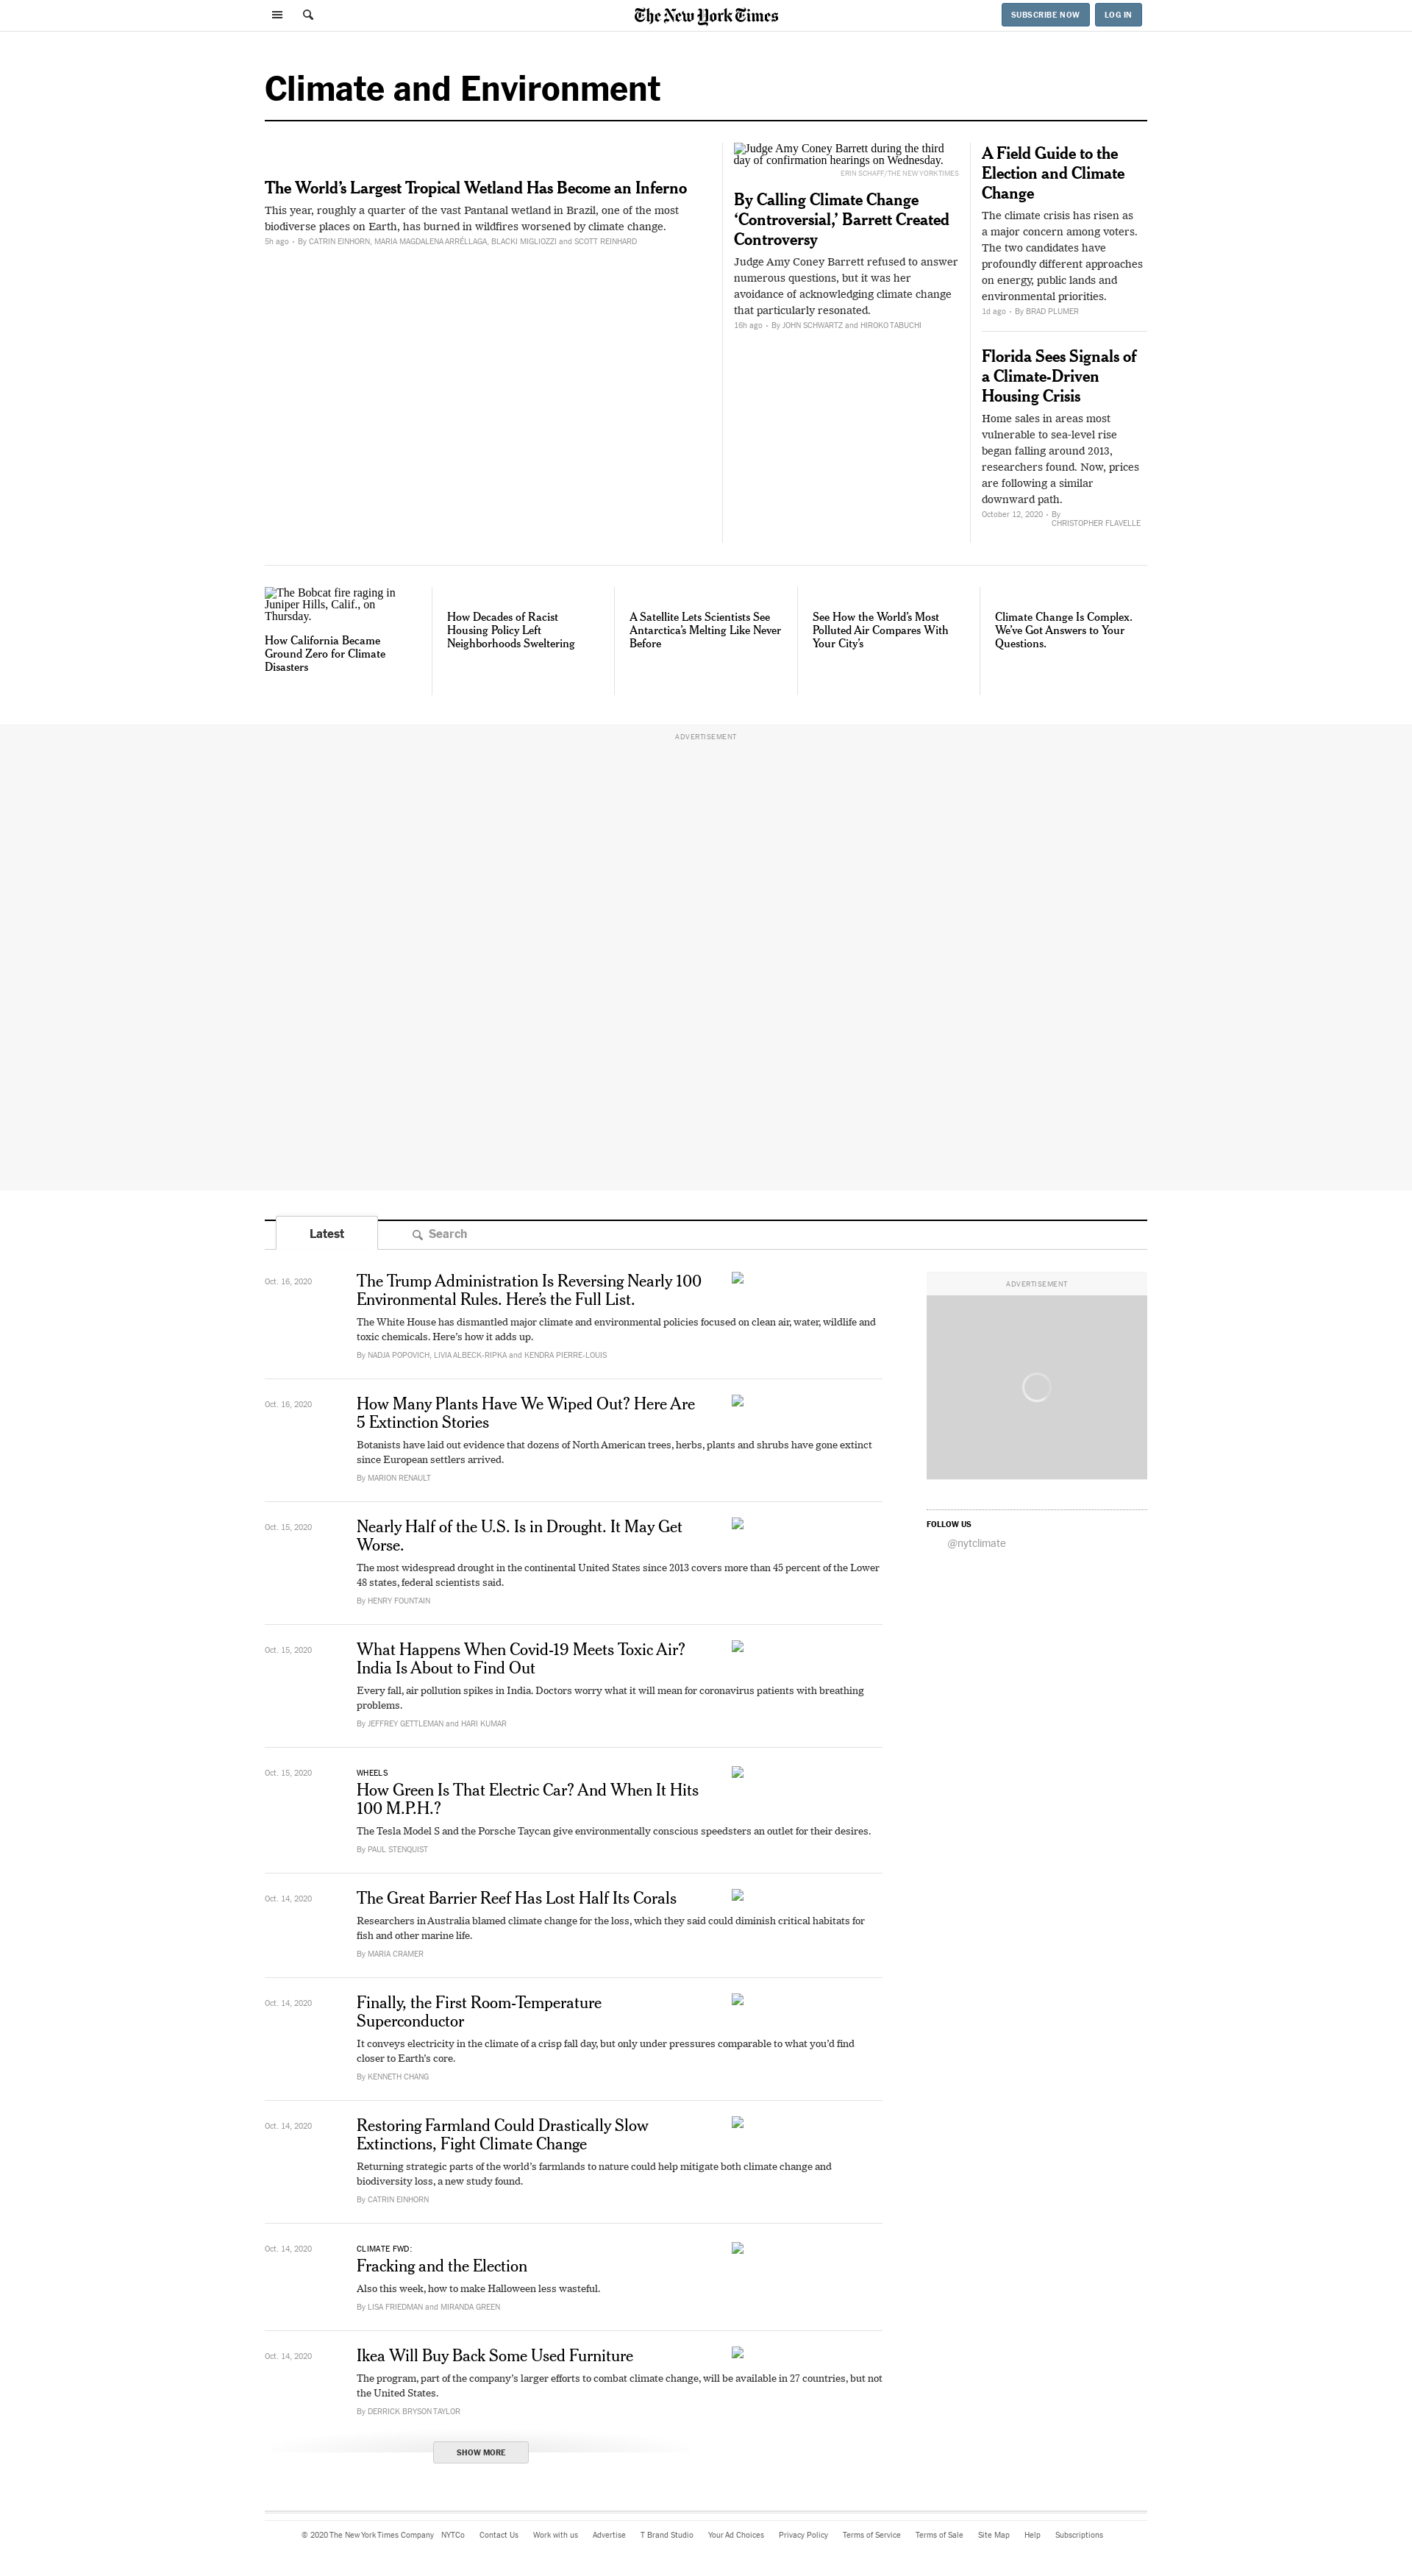 The New York Times
SUBSCRIBE NOW
LOG IN
Climate and Environment
The World’s Largest Tropical Wetland Has Become an Inferno
This year, roughly a quarter of the vast Pantanal wetland in Brazil, one of the most
biodiverse places on Earth, has burned in wildfires worsened by climate change.
5h ago • By CATRIN EINHORN, MARIA MAGDALENA ARRÉLLAGA, BLACKI MIGLIOZZI and SCOTT REINHARD
Judge Amy Coney Barrett during the third
day of confirmation hearings on Wednesday.
ERIN SCHAFF/THE NEW YORK TIMES
By Calling Climate Change
‘Controversial,’ Barrett Created
Controversy
Judge Amy Coney Barrett refused to answer
numerous questions, but it was her
avoidance of acknowledging climate change
that particularly resonated.
16h ago • By JOHN SCHWARTZ and HIROKO TABUCHI
A Field Guide to the
Election and Climate
Change
The climate crisis has risen as
a major concern among voters.
The two candidates have
profoundly different approaches
on energy, public lands and
environmental priorities.
1d ago • By BRAD PLUMER
Florida Sees Signals of
a Climate-Driven
Housing Crisis
Home sales in areas most
vulnerable to sea-level rise
began falling around 2013,
researchers found. Now, prices
are following a similar
downward path.
October 12, 2020 • By
CHRISTOPHER FLAVELLE
The Bobcat fire raging in
Juniper Hills, Calif., on
Thursday.
How California Became
Ground Zero for Climate
Disasters
How Decades of Racist
Housing Policy Left
Neighborhoods Sweltering
A Satellite Lets Scientists See
Antarctica’s Melting Like Never
Before
See How the World’s Most
Polluted Air Compares With
Your City’s
Climate Change Is Complex.
We’ve Got Answers to Your
Questions.
ADVERTISEMENT
Latest
Search
Oct. 16, 2020
The Trump Administration Is Reversing Nearly 100
Environmental Rules. Here’s the Full List.
The White House has dismantled major climate and environmental policies focused on clean air, water, wildlife and
toxic chemicals. Here’s how it adds up.
By NADJA POPOVICH, LIVIA ALBECK-RIPKA and KENDRA PIERRE-LOUIS
ADVERTISEMENT
Oct. 16, 2020
How Many Plants Have We Wiped Out? Here Are
5 Extinction Stories
Botanists have laid out evidence that dozens of North American trees, herbs, plants and shrubs have gone extinct
since European settlers arrived.
By MARION RENAULT
Oct. 15, 2020
Nearly Half of the U.S. Is in Drought. It May Get
Worse.
The most widespread drought in the continental United States since 2013 covers more than 45 percent of the Lower
48 states, federal scientists said.
By HENRY FOUNTAIN
FOLLOW US
@nytclimate
Oct. 15, 2020
What Happens When Covid-19 Meets Toxic Air?
India Is About to Find Out
Every fall, air pollution spikes in India. Doctors worry what it will mean for coronavirus patients with breathing
problems.
By JEFFREY GETTLEMAN and HARI KUMAR
Oct. 15, 2020
WHEELS
How Green Is That Electric Car? And When It Hits
100 M.P.H.?
The Tesla Model S and the Porsche Taycan give environmentally conscious speedsters an outlet for their desires.
By PAUL STENQUIST
Oct. 14, 2020
The Great Barrier Reef Has Lost Half Its Corals
Researchers in Australia blamed climate change for the loss, which they said could diminish critical habitats for
fish and other marine life.
By MARIA CRAMER
Oct. 14, 2020
Finally, the First Room-Temperature
Superconductor
It conveys electricity in the climate of a crisp fall day, but only under pressures comparable to what you’d find
closer to Earth’s core.
By KENNETH CHANG
Oct. 14, 2020
Restoring Farmland Could Drastically Slow
Extinctions, Fight Climate Change
Returning strategic parts of the world’s farmlands to nature could help mitigate both climate change and
biodiversity loss, a new study found.
By CATRIN EINHORN
Oct. 14, 2020
CLIMATE FWD:
Fracking and the Election
Also this week, how to make Halloween less wasteful.
By LISA FRIEDMAN and MIRANDA GREEN
Oct. 14, 2020
Ikea Will Buy Back Some Used Furniture
The program, part of the company’s larger efforts to combat climate change, will be available in 27 countries, but not
the United States.
By DERRICK BRYSON TAYLOR
SHOW MORE
© 2020 The New York Times Company NYTCo Contact Us Work with us Advertise T Brand Studio Your Ad Choices Privacy Policy Terms of Service Terms of Sale Site Map Help Subscriptions